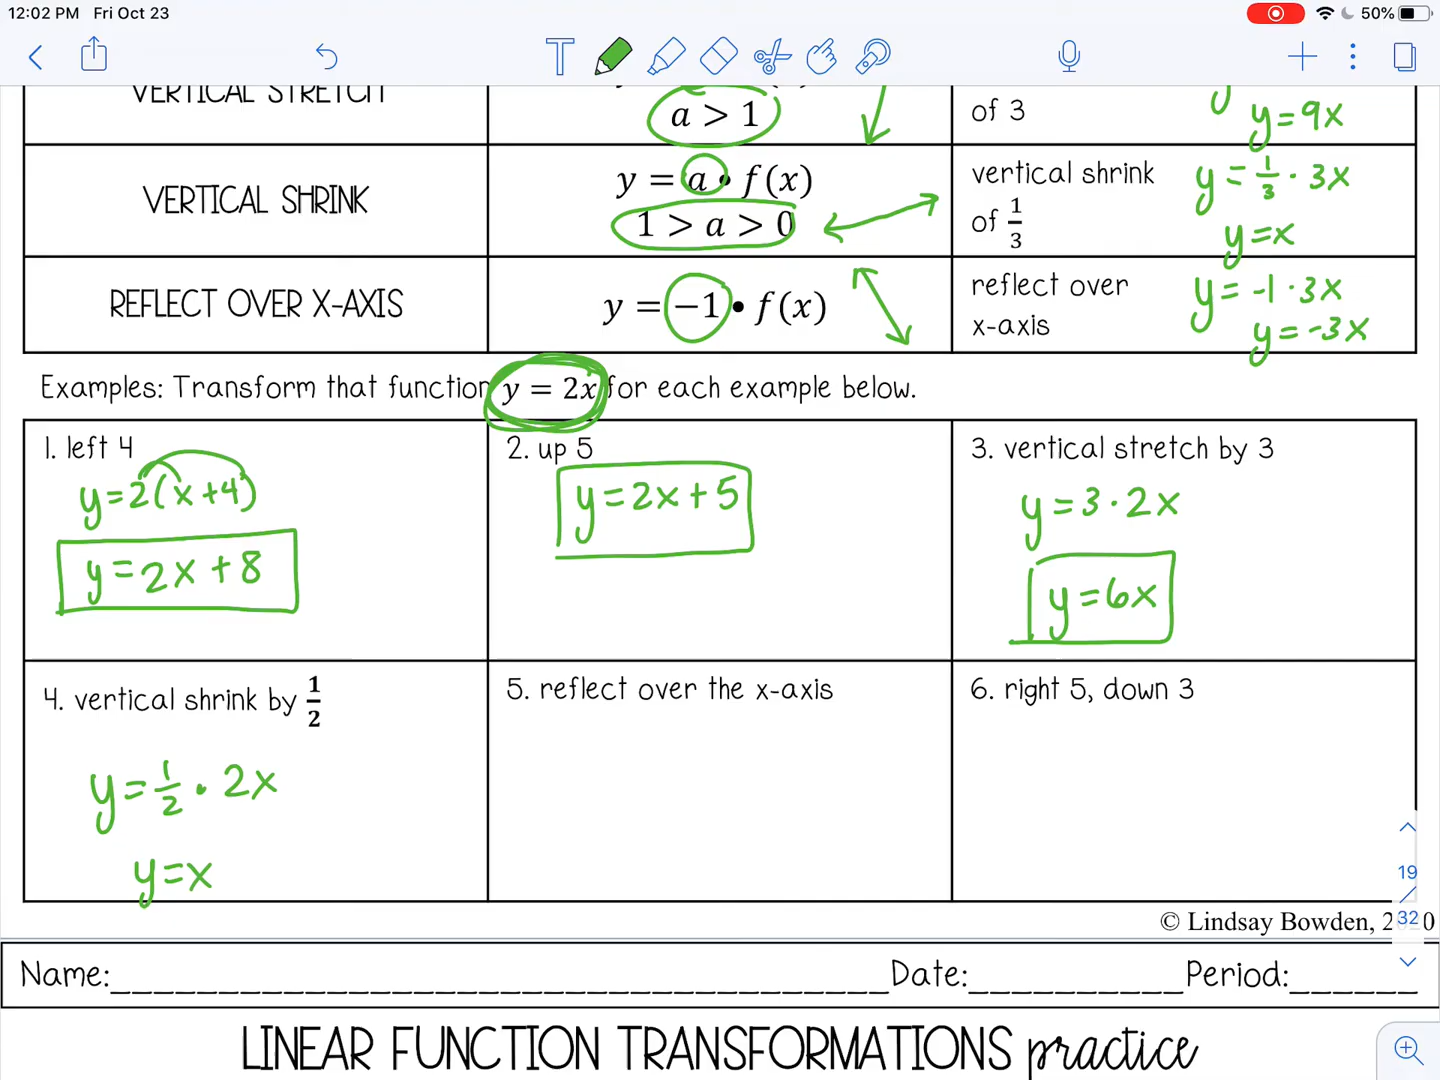 12:02 PM Fri Oct 23
50%
VERTICAL STRETCH
a > 1
of 3
y = 9x
VERTICAL SHRINK
y = a • f(x)
1 > a > 0
vertical shrink
of 1/3
y = 1/3 · 3x
y = x
REFLECT OVER X-AXIS
y = −1 • f(x)
reflect over
x-axis
y = -1 · 3x
y = -3x
Examples: Transform that function y = 2x for each example below.
1. left 4
y = 2(x + 4)
y = 2x + 8
2. up 5
y = 2x + 5
3. vertical stretch by 3
y = 3 · 2x
y = 6x
4. vertical shrink by 1/2
y = 1/2 · 2x
y = x
5. reflect over the x-axis
6. right 5, down 3
19
32
© Lindsay Bowden, 2020
Name:___________________________________ Date:__________ Period:______
LINEAR FUNCTION TRANSFORMATIONS practice